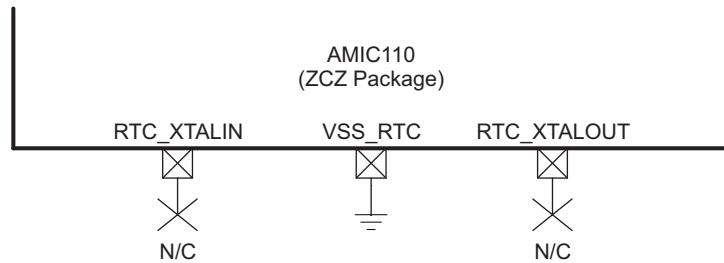 AMIC110
(ZCZ Package)
RTC_XTALIN VSS_RTC RTC_XTALOUT
N/C N/C